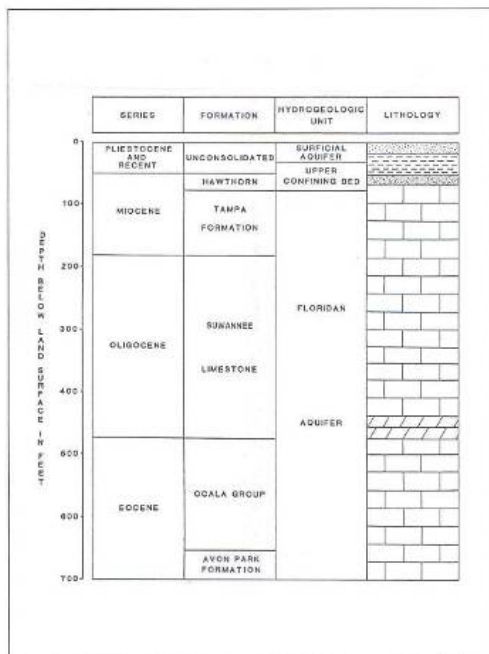 SERIES
FORMATION
HYDROGEOLOGIC
UNIT
LITHOLOGY
PLIESTOCENE
AND
RECENT
UNCONSOLIDATED
SURFICIAL
AQUIFER
HAWTHORN
UPPER
CONFINING BED
MIOCENE
TAMPA
FORMATION
OLIGOCENE
SUWANNEE
LIMESTONE
FLORIDAN
AQUIFER
EOCENE
OCALA GROUP
AVON PARK
FORMATION
DEPTH BELOW LAND SURFACE IN FEET
0
100
200
300
400
500
600
700